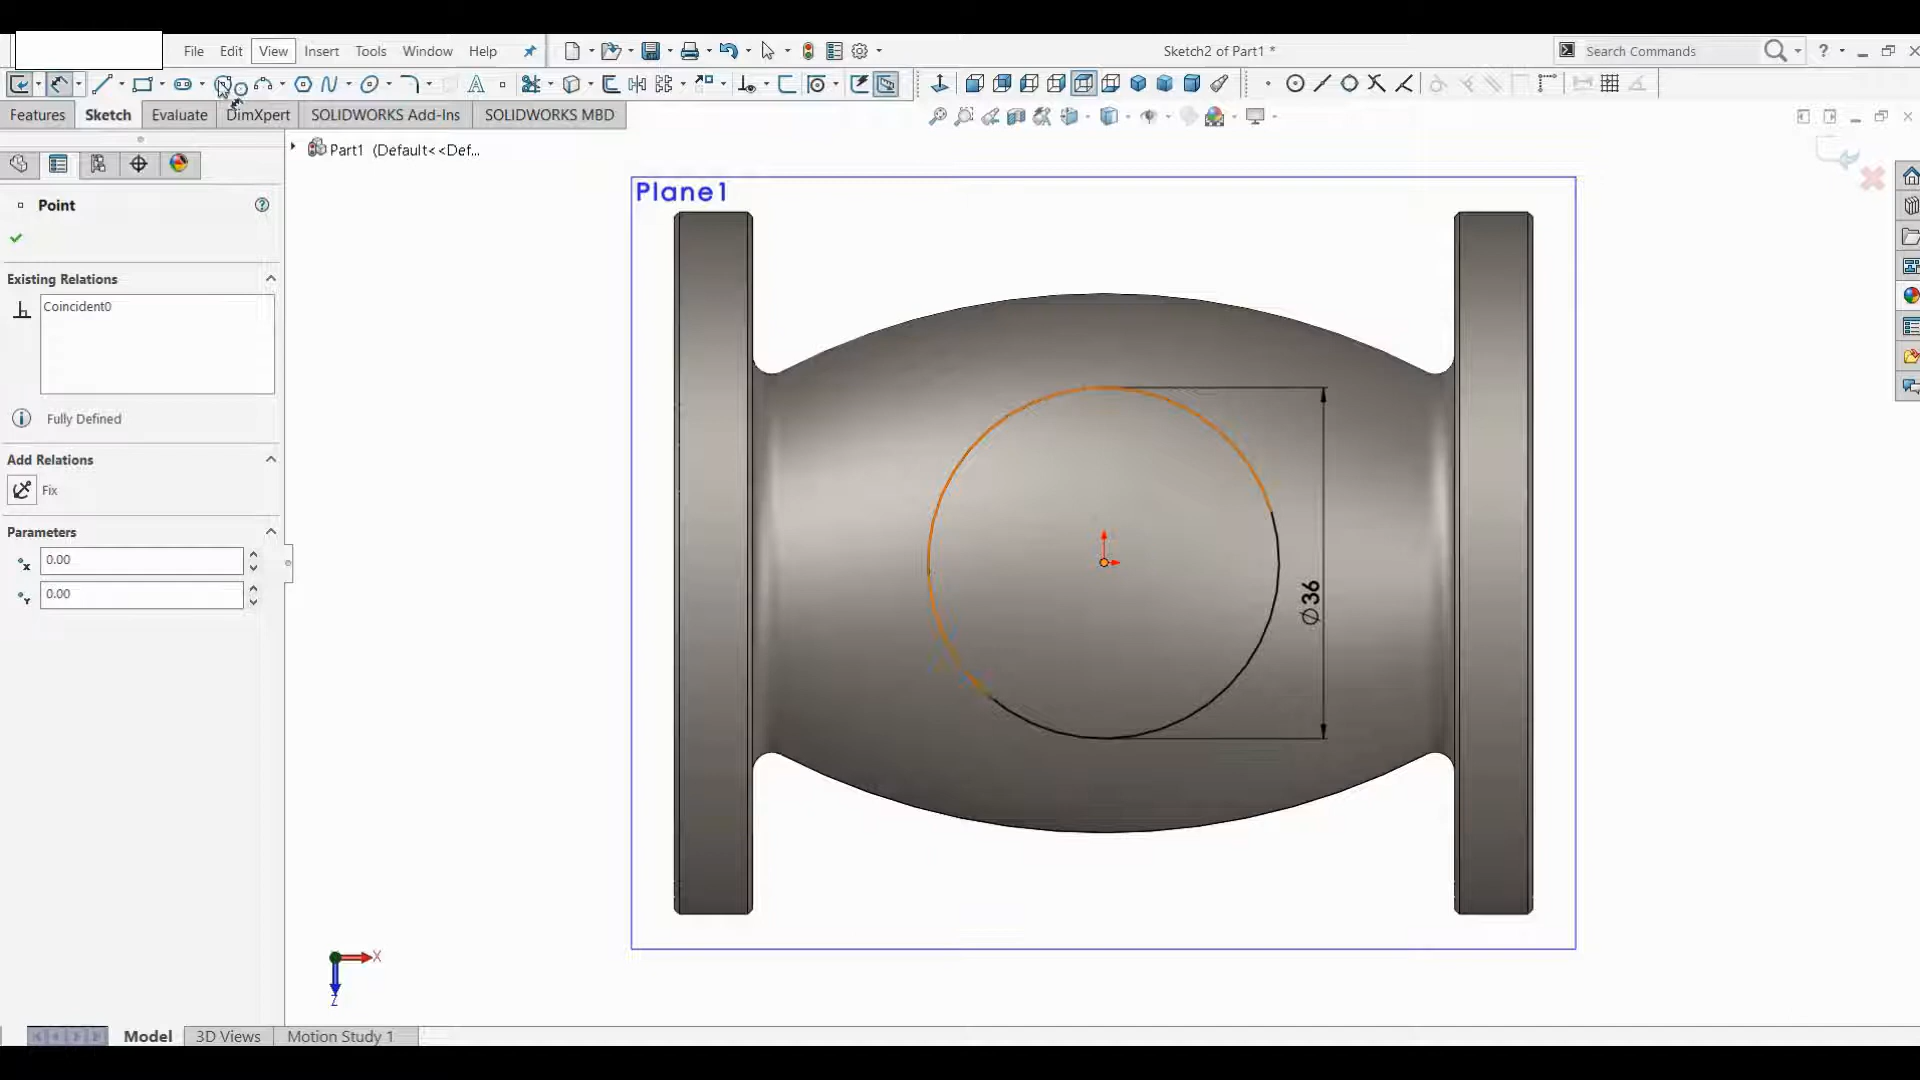 File Edit View Insert Tools Window Help
Sketch2 of Part1 *
Search Commands
?
Features Sketch Evaluate DimXpert SOLIDWORKS Add-Ins SOLIDWORKS MBD
Part1 (Default<<Def...
Plane1
Point
Existing Relations
Coincident0
Fully Defined
Add Relations
Fix
Parameters
x 0.00
Y 0.00
∅36
X
Z
Model 3D Views Motion Study 1